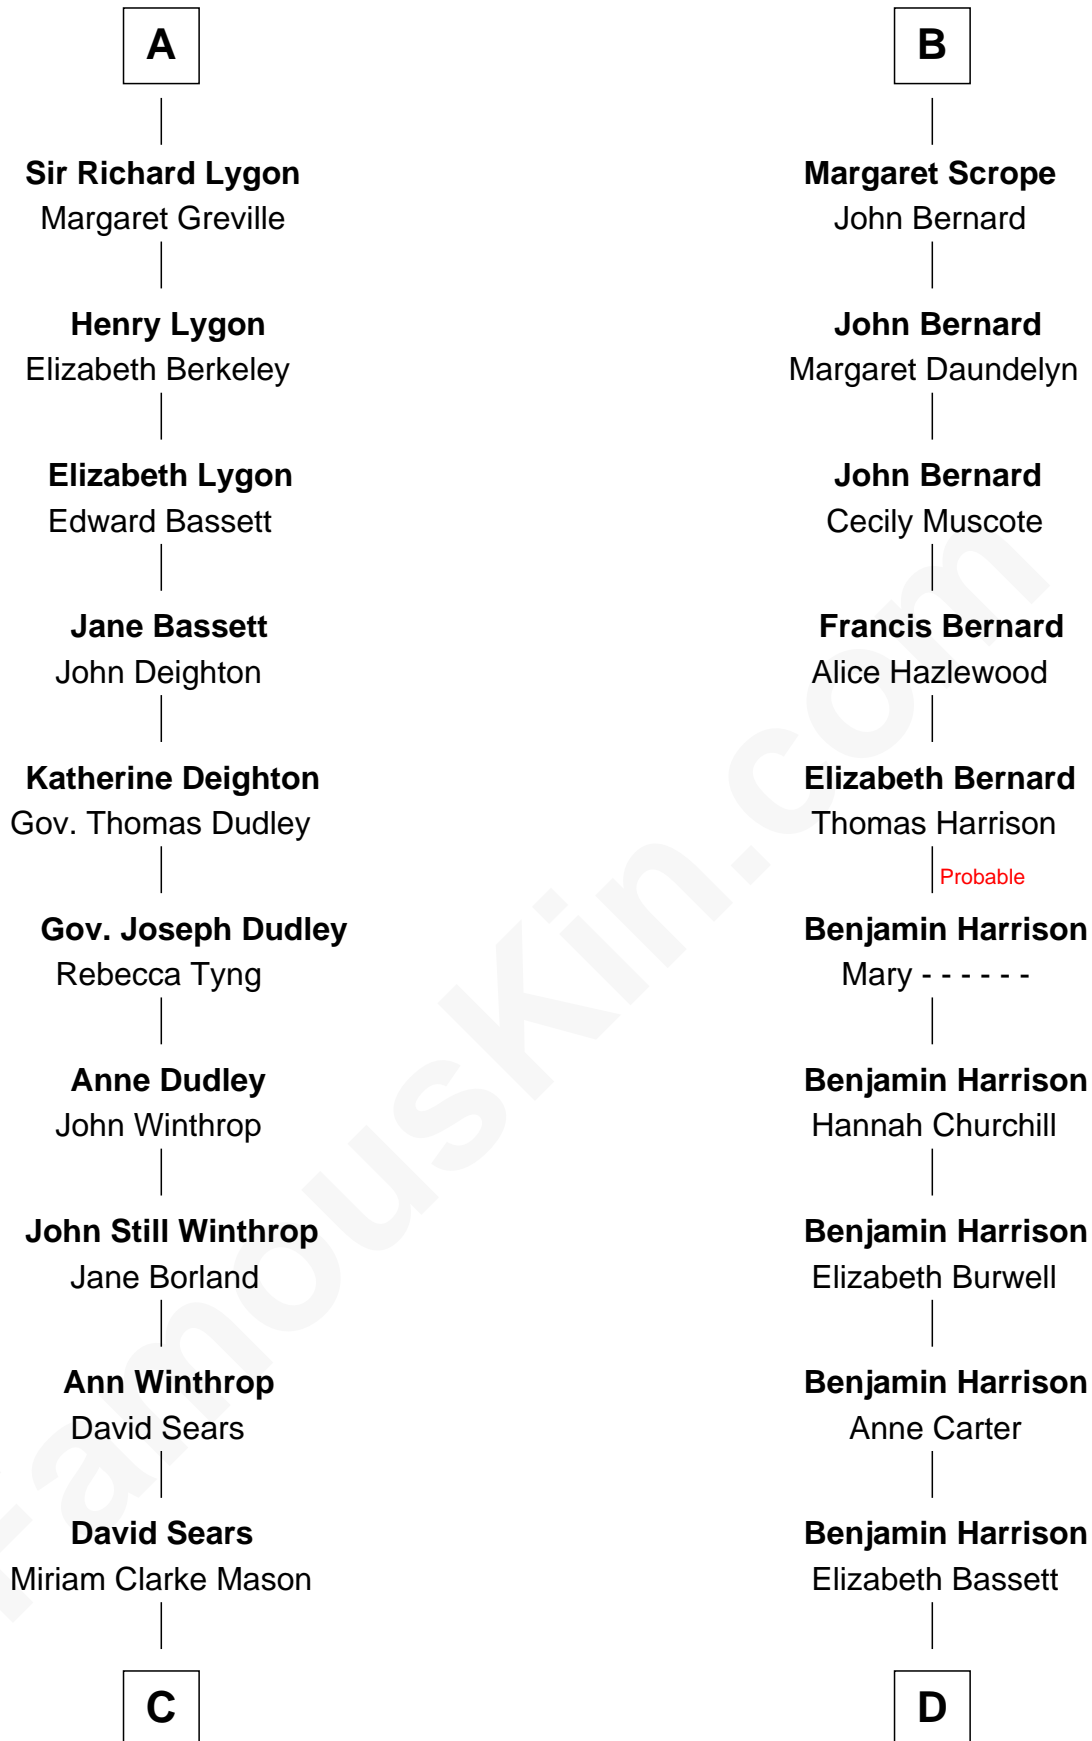 A
Sir Richard Lygon
Margaret Greville
Henry Lygon
Elizabeth Berkeley
Elizabeth Lygon
Edward Bassett
Jane Bassett
John Deighton
Katherine Deighton
Gov. Thomas Dudley
Gov. Joseph Dudley
Rebecca Tyng
Anne Dudley
John Winthrop
John Still Winthrop
Jane Borland
Ann Winthrop
David Sears
David Sears
Miriam Clarke Mason
C
B
Margaret Scrope
John Bernard
John Bernard
Margaret Daundelyn
John Bernard
Cecily Muscote
Francis Bernard
Alice Hazlewood
Elizabeth Bernard
Thomas Harrison
Probable
Benjamin Harrison
Mary - - - - - -
Benjamin Harrison
Hannah Churchill
Benjamin Harrison
Elizabeth Burwell
Benjamin Harrison
Anne Carter
Benjamin Harrison
Elizabeth Bassett
D
FamousKin.com